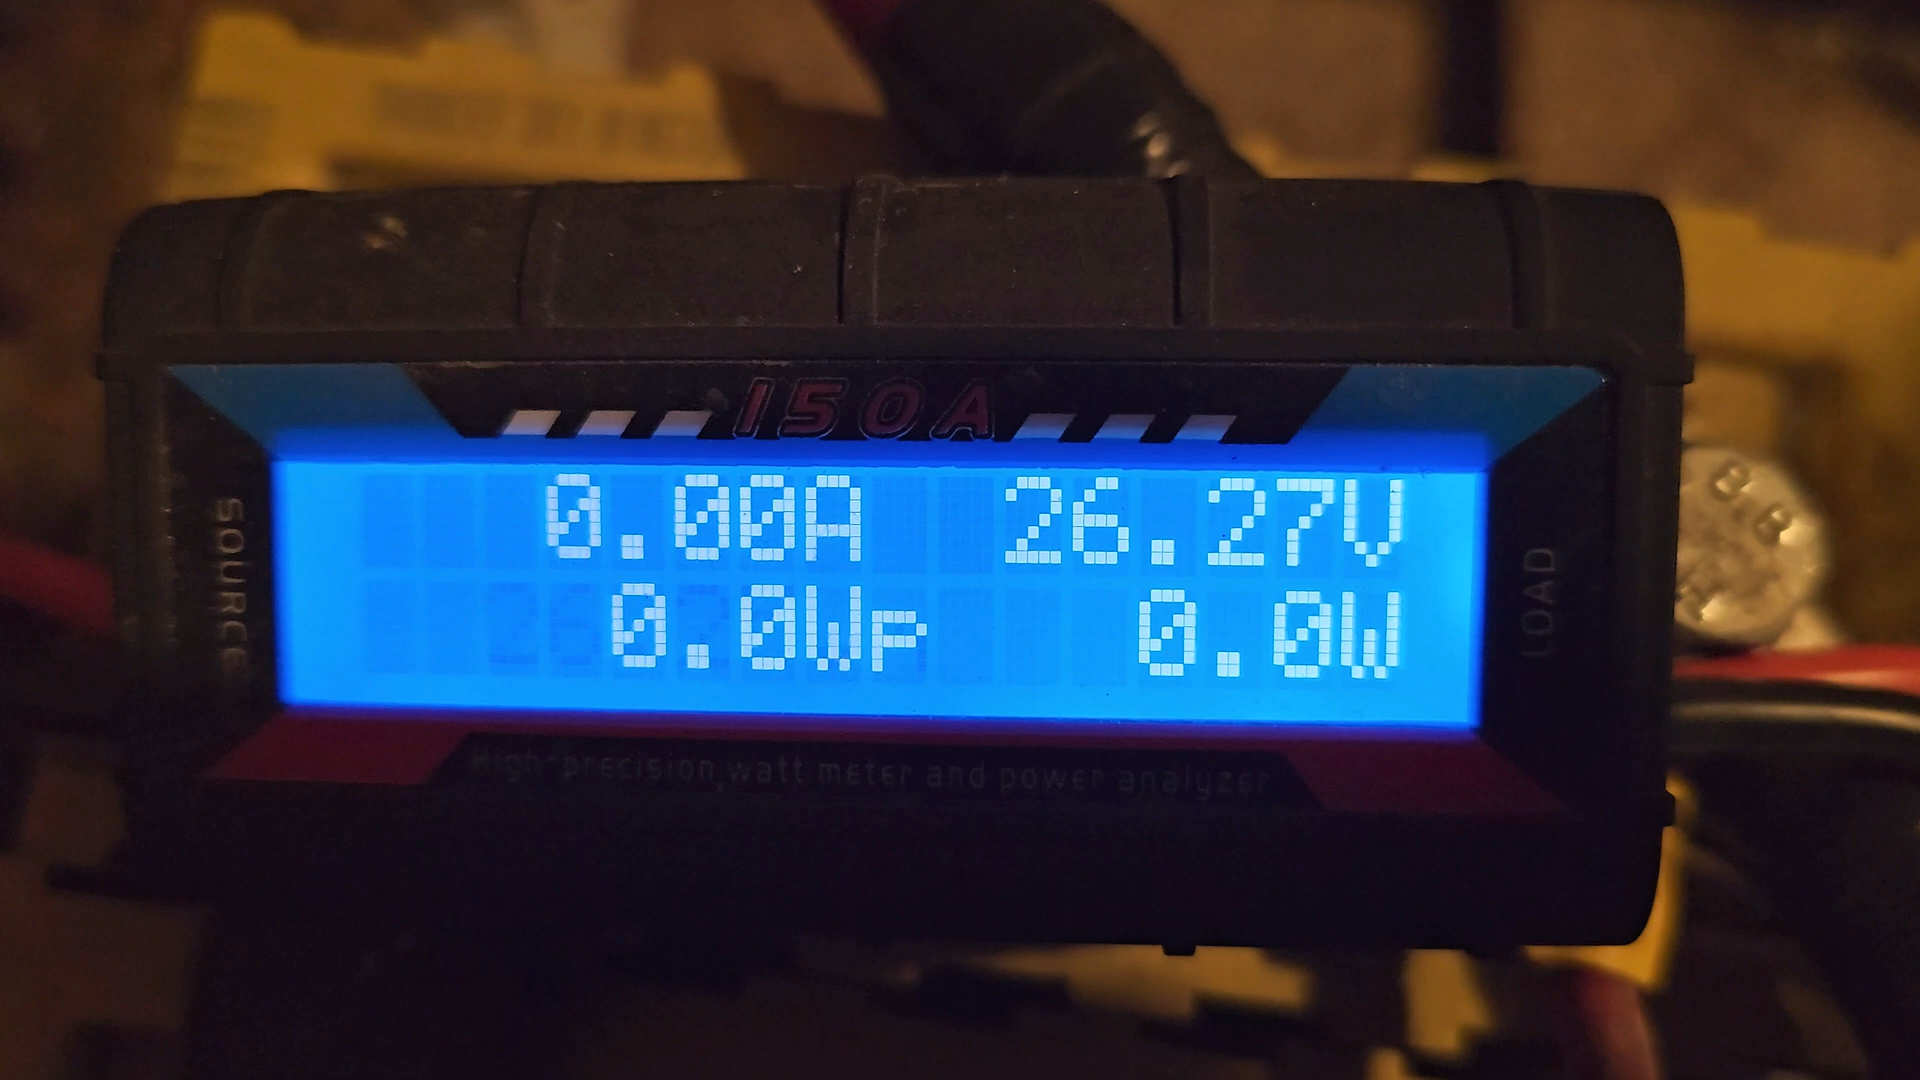 150A
SOURCE
0.00A 26.27V
0.0Wp 0.0W
LOAD
High-precision watt meter and power analyzer